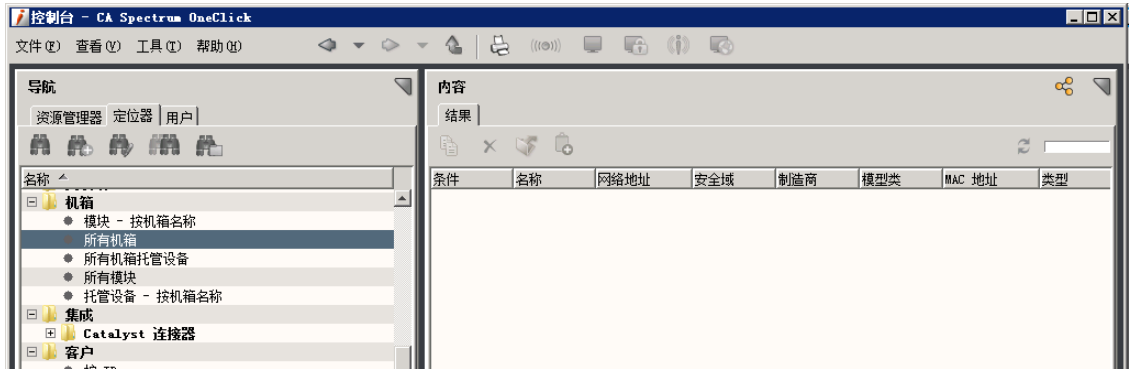 控制台 - CA Spectrum OneClick
文件(F) 查看(V) 工具(T) 帮助(H)
导航
资源管理器 定位器 用户
名称
机箱
模块 - 按机箱名称
所有机箱
所有机箱托管设备
所有模块
托管设备 - 按机箱名称
集成
Catalyst 连接器
客户
内容
结果
条件 名称 网络地址 安全域 制造商 模型类 MAC 地址 类型